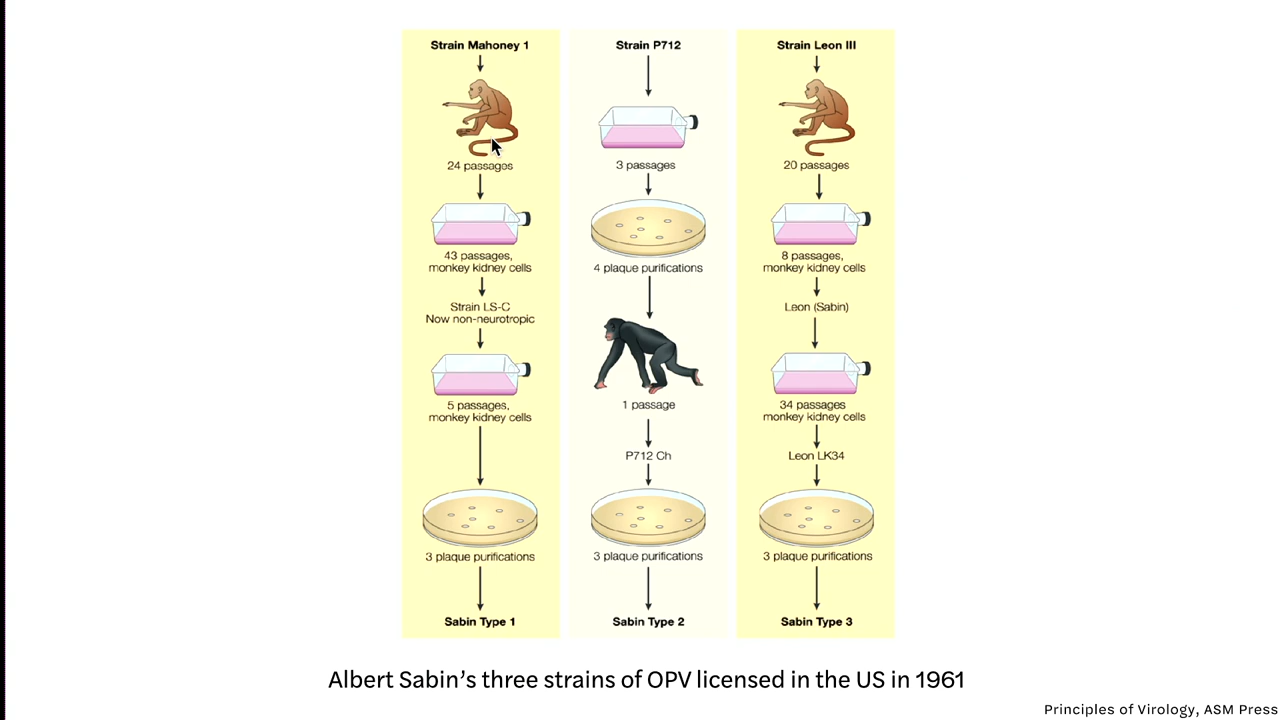 Strain Mahoney 1
24 passages
43 passages,
monkey kidney cells
Strain LS-C
Now non-neurotropic
5 passages,
monkey kidney cells
3 plaque purifications
Sabin Type 1
Strain P712
3 passages
4 plaque purifications
1 passage
P712 Ch
3 plaque purifications
Sabin Type 2
Strain Leon III
20 passages
8 passages,
monkey kidney cells
Leon (Sabin)
34 passages
monkey kidney cells
Leon LK34
3 plaque purifications
Sabin Type 3
Albert Sabin’s three strains of OPV licensed in the US in 1961
Principles of Virology, ASM Press